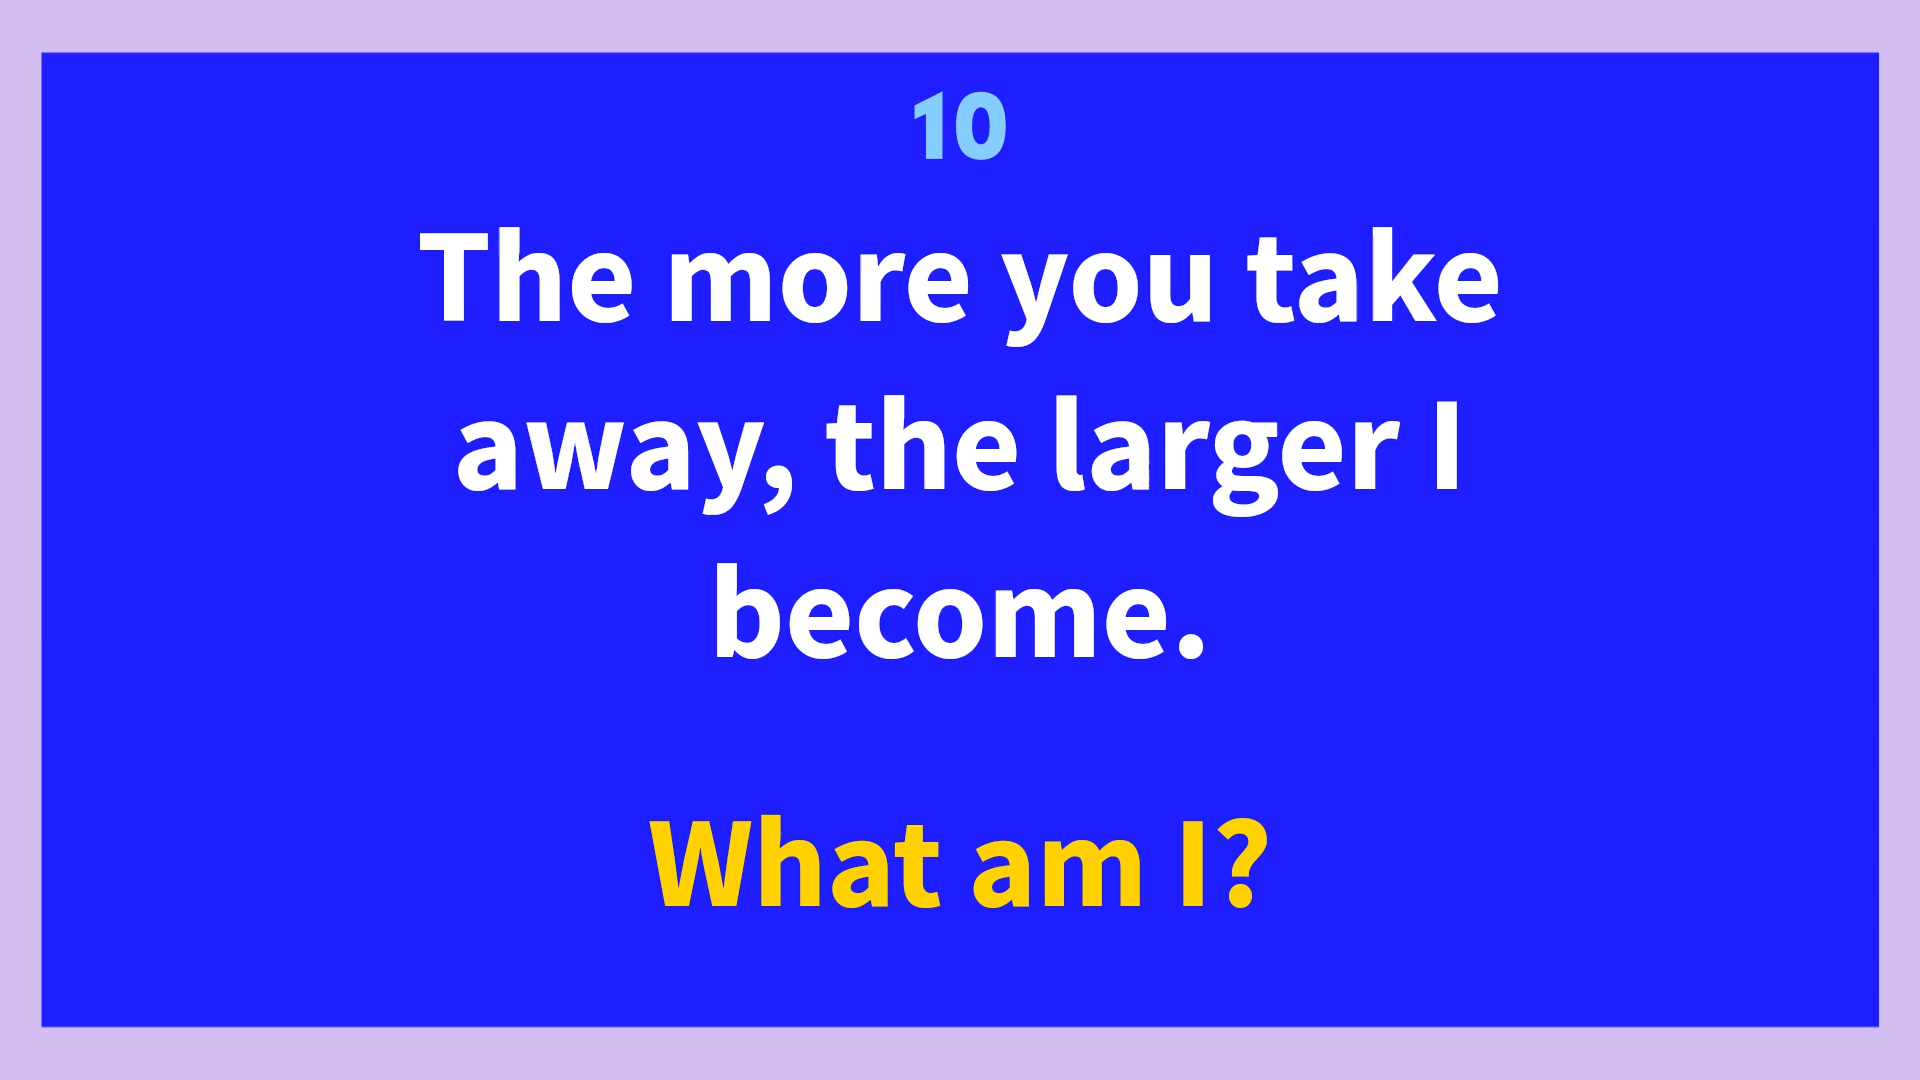 10
The more you take
away, the larger I
become.
What am I?